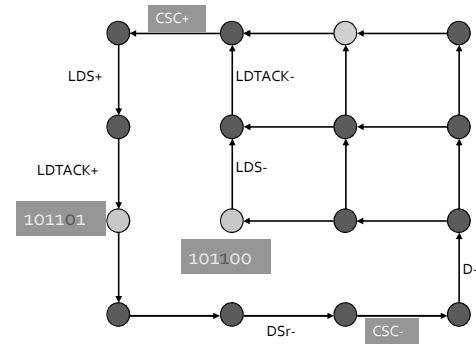 CSC+
LDS+
LDTACK-
LDTACK+
LDS-
101101
101100
D-
DSr-
CSC-